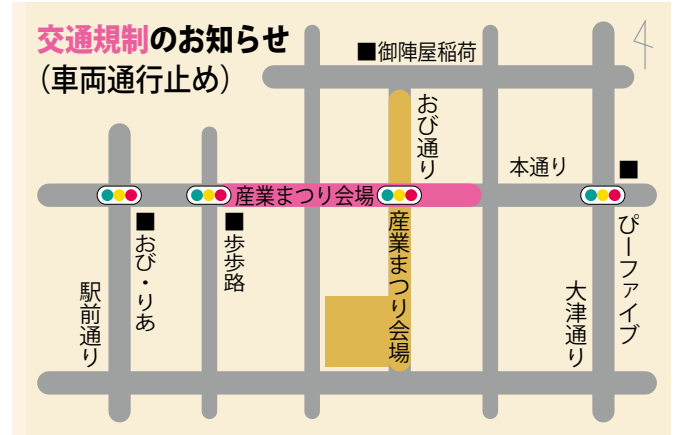 交通規制のお知らせ
（車両通行止め）
■御陣屋稲荷
おび通り
本通り
■
産業まつり会場
■おび・りあ
■歩歩路
産業まつり会場
ぴーファイブ
駅前通り
大津通り